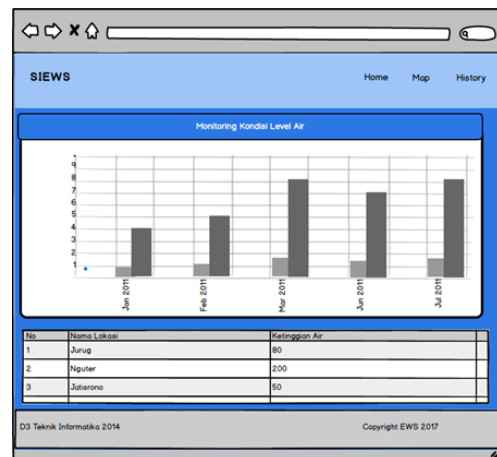 SIEWS Home Map History
Monitoring Kondisi Level Air
9
8
7
6
5
4
3
2
1
Jan 2011 Feb 2011 Mar 2011 Jun 2011 Jul 2011
No Nama Lokasi Ketinggian Air
1 Jurug 80
2 Nguter 200
3 Jatisrono 50
D3 Teknik Informatika 2014 Copyright EWS 2017